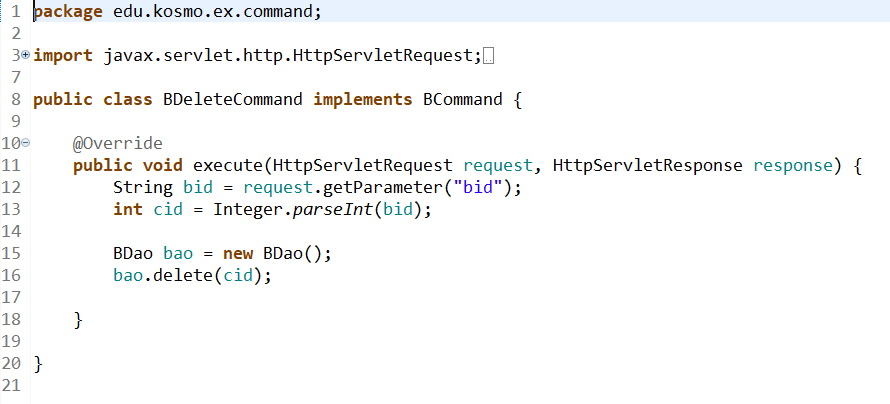 1 package edu.kosmo.ex.command;
2
3 import javax.servlet.http.HttpServletRequest;
7
8 public class BDeleteCommand implements BCommand {
9
10 @Override
11 public void execute(HttpServletRequest request, HttpServletResponse response) {
12 String bid = request.getParameter("bid");
13 int cid = Integer.parseInt(bid);
14
15 BDao bao = new BDao();
16 bao.delete(cid);
17
18 }
19
20 }
21